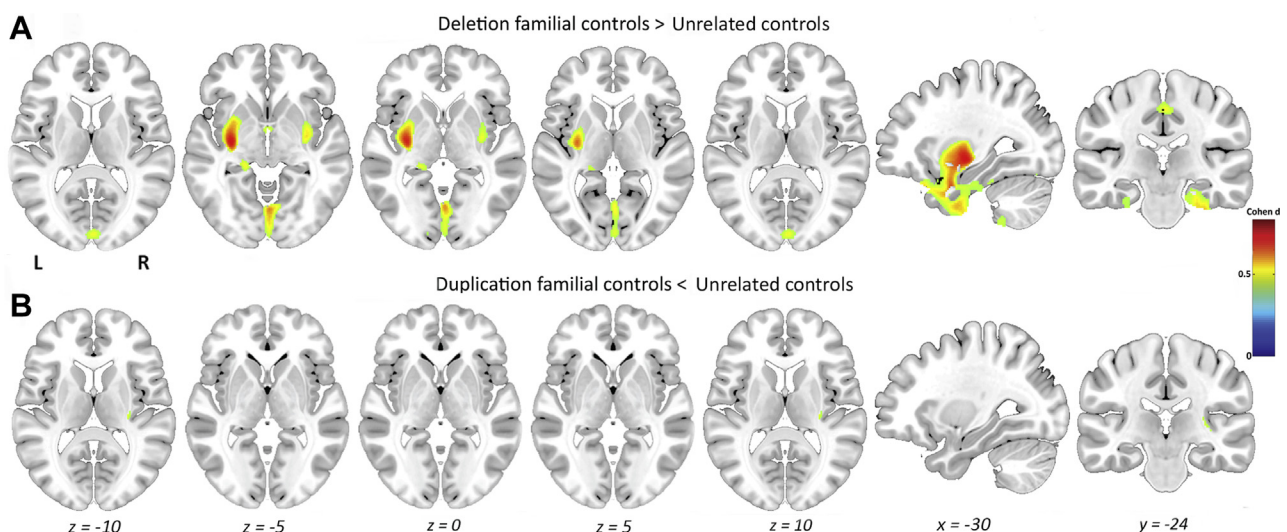 A
Deletion familial controls > Unrelated controls
L R
Cohen d
0.5
0
B
Duplication familial controls < Unrelated controls
z = -10 z = -5 z = 0 z = 5 z = 10 x = -30 y = -24